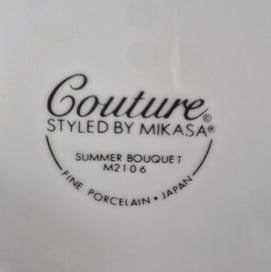 Couture©
STYLED BY MIKASA®
SUMMER BOUQUET
M2106
FINE PORCELAIN • JAPAN